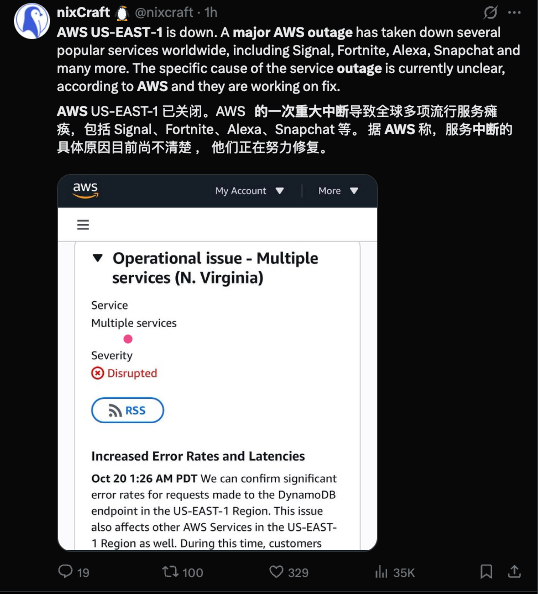 nixCraft 🐧 @nixcraft · 1h
AWS US-EAST-1 is down. A major AWS outage has taken down several
popular services worldwide, including Signal, Fortnite, Alexa, Snapchat and
many more. The specific cause of the service outage is currently unclear,
according to AWS and they are working on fix.
AWS US-EAST-1 已关闭。AWS 的一次重大中断导致全球多项流行服务瘫
痪，包括 Signal、Fortnite、Alexa、Snapchat 等。 据 AWS 称，服务中断的
具体原因目前尚不清楚 ， 他们正在努力修复。
aws
My Account ▼ | More ▼
▼ Operational issue - Multiple
services (N. Virginia)
Service
Multiple services
Severity
Disrupted
RSS
Increased Error Rates and Latencies
Oct 20 1:26 AM PDT We can confirm significant
error rates for requests made to the DynamoDB
endpoint in the US-EAST-1 Region. This issue
also affects other AWS Services in the US-EAST-
1 Region as well. During this time, customers
19 100 329 35K